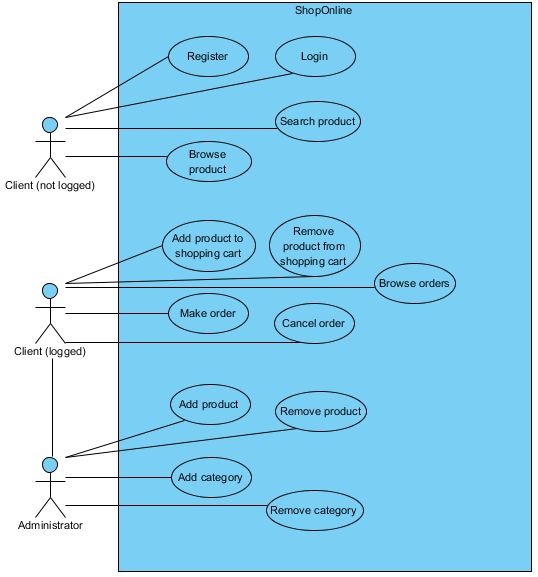 ShopOnline
Register
Login
Search product
Browse
product
Client (not logged)
Add product to
shopping cart
Remove
product from
shopping cart
Browse orders
Make order
Cancel order
Client (logged)
Add product
Remove product
Add category
Remove category
Administrator